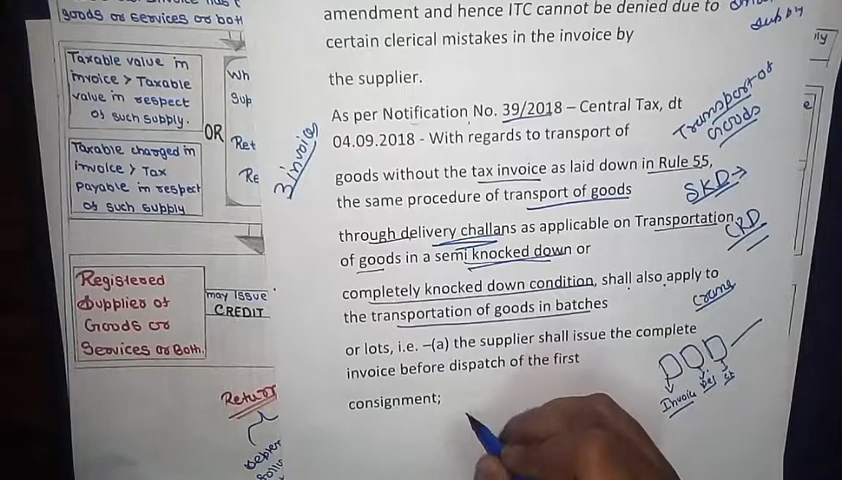 goods or services or both
Taxable value in
invoice > Taxable
value in respect
of such supply.
OR
Taxable charged in
invoice > Tax
Payable in respect
of such supply
Wh
Sup
Ret
Re
Registered
Supplies of
Goods or
Services or Both.
may issue
CREDIT
Return
3 invoice
amendment and hence ITC cannot be denied due to
certain clerical mistakes in the invoice by
the supplier.
As per Notification No. 39/2018 – Central Tax, dt
04.09.2018 - With regards to transport of
goods without the tax invoice as laid down in Rule 55,
the same procedure of transport of goods
through delivery challans as applicable on Transportation
of goods in a semi knocked down or
completely knocked down condition, shall also apply to
the transportation of goods in batches
or lots, i.e. –(a) the supplier shall issue the complete
invoice before dispatch of the first
consignment;
supply
Transport of
Goods
SKD
CKD
Crane
Invoice